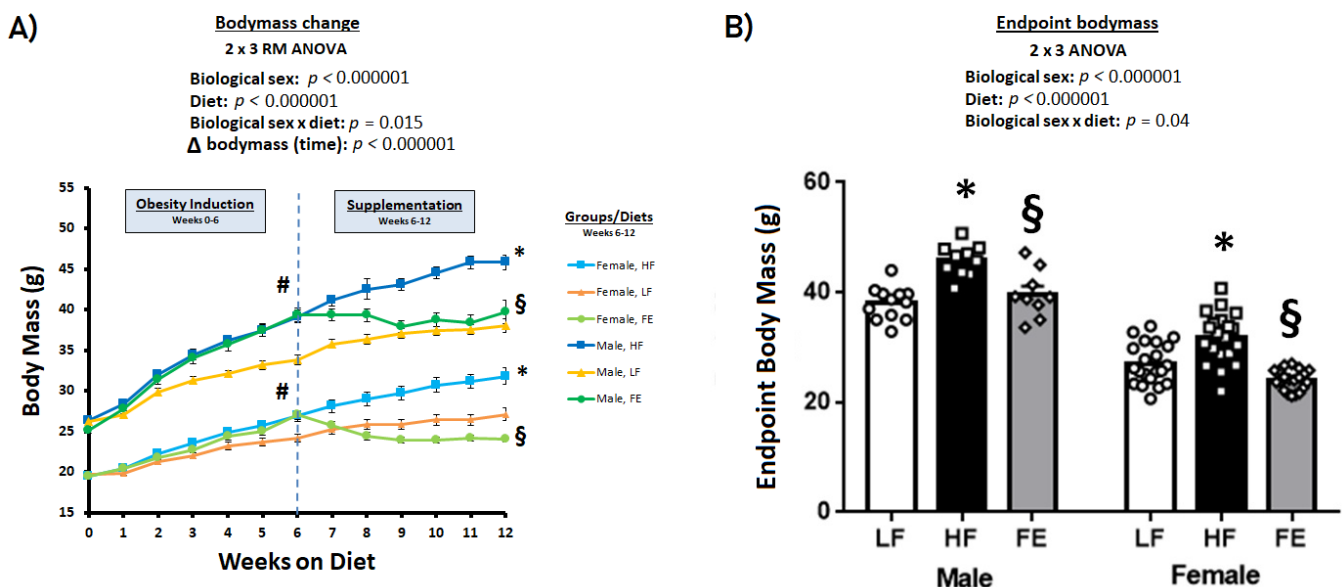 A)
Bodymass change
2 x 3 RM ANOVA
Biological sex: p < 0.000001
Diet: p < 0.000001
Biological sex x diet: p = 0.015
Δ bodymass (time): p < 0.000001
Body Mass (g)
55
50
45
40
35
30
25
20
15
Obesity Induction
Weeks 0-6
Supplementation
Weeks 6-12
#
#
*
§
*
§
0 1 2 3 4 5 6 7 8 9 10 11 12
Weeks on Diet
Groups/Diets
Weeks 6-12
Female, HF
Female, LF
Female, FE
Male, HF
Male, LF
Male, FE
B)
Endpoint bodymass
2 x 3 ANOVA
Biological sex: p < 0.000001
Diet: p < 0.000001
Biological sex x diet: p = 0.04
Endpoint Body Mass (g)
60
40
20
0
*
§
*
§
LF HF FE LF HF FE
Male Female